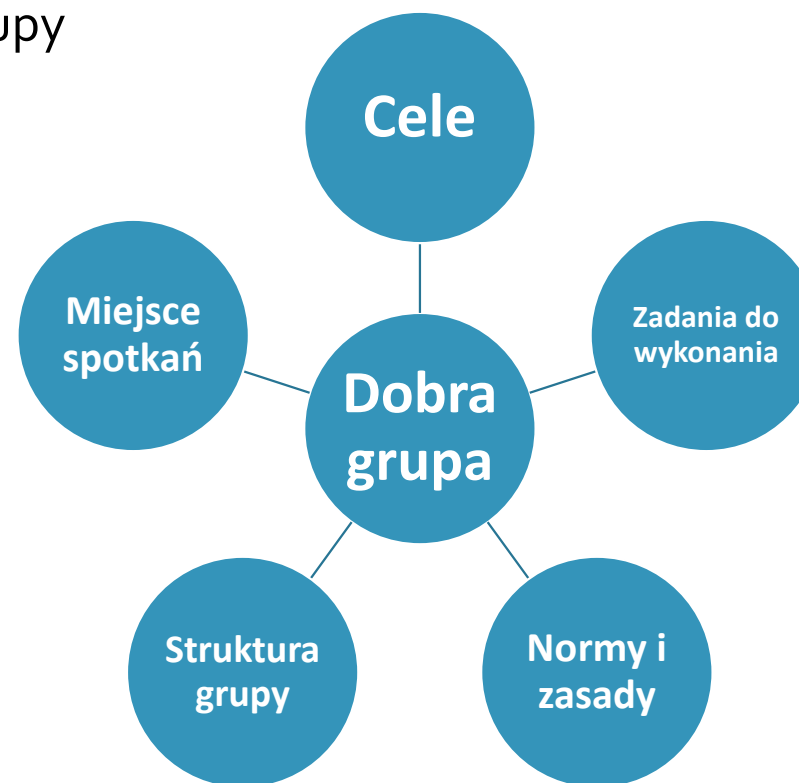 upy
Cele
Miejsce
spotkań
Zadania do
wykonania
Dobra
grupa
Struktura
grupy
Normy i
zasady